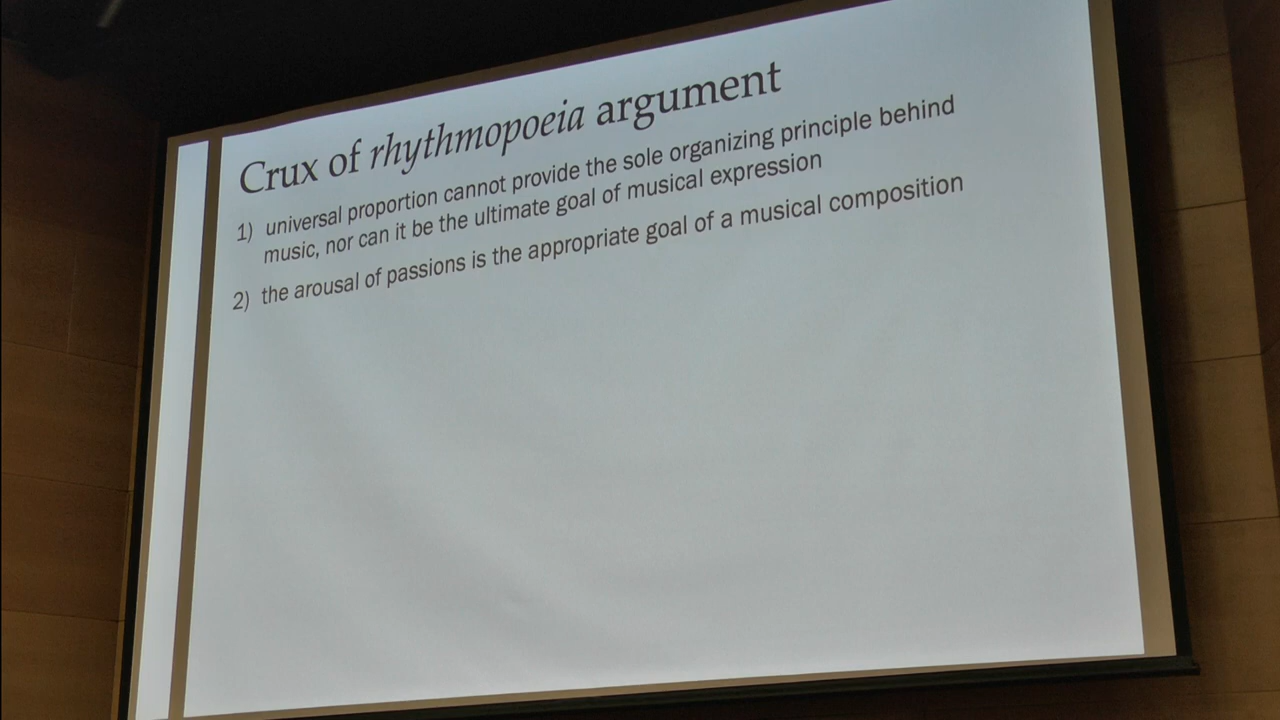 Crux of rhythmopoeia argument
1) universal proportion cannot provide the sole organizing principle behind
music, nor can it be the ultimate goal of musical expression
2) the arousal of passions is the appropriate goal of a musical composition